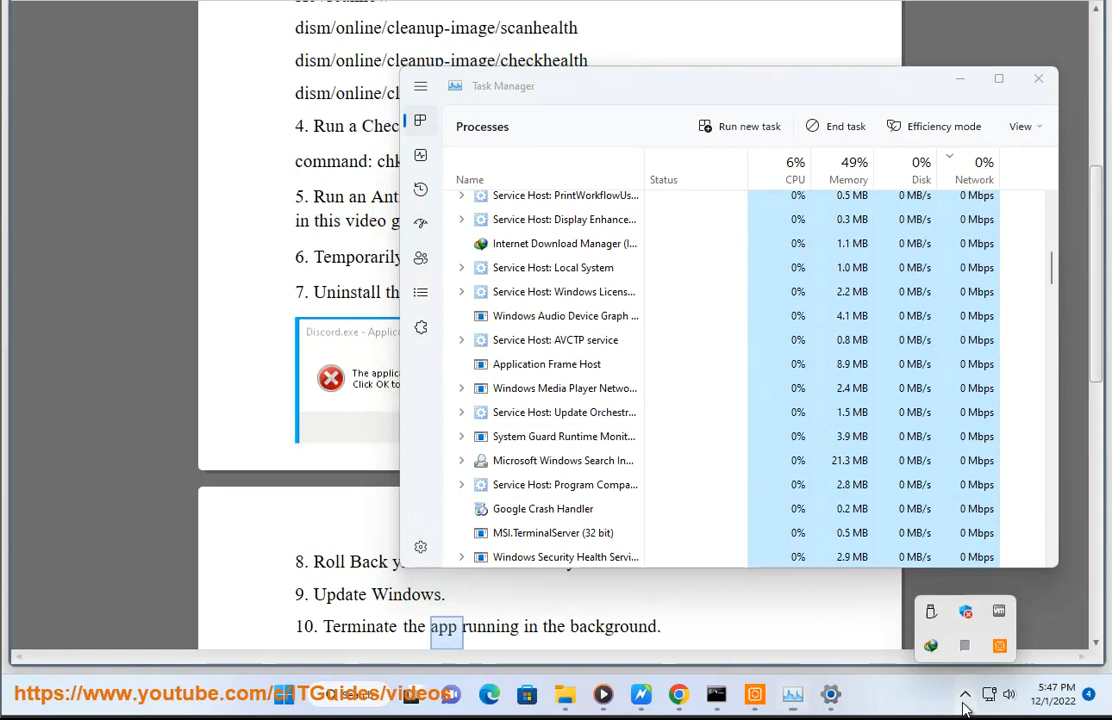 dism/online/cleanup-image/scanhealth
dism/online/cleanup-image/checkhealth
dism/online/cl
4. Run a Chec
command: chk
5. Run an Ant
in this video g
6. Temporarily
7. Uninstall th
Discord.exe - Applic
The applic
Click OK to
8. Roll Back y
9. Update Windows.
10. Terminate the app running in the background.
Task Manager
Processes
Run new task
End task
Efficiency mode
View
6% 49% 0% 0%
Name Status CPU Memory Disk Network
Service Host: PrintWorkflowUs... 0% 0.5 MB 0 MB/s 0 Mbps
Service Host: Display Enhance... 0% 0.3 MB 0 MB/s 0 Mbps
Internet Download Manager (I... 0% 1.1 MB 0 MB/s 0 Mbps
Service Host: Local System 0% 1.0 MB 0 MB/s 0 Mbps
Service Host: Windows Licens... 0% 2.2 MB 0 MB/s 0 Mbps
Windows Audio Device Graph ... 0% 4.1 MB 0 MB/s 0 Mbps
Service Host: AVCTP service 0% 0.8 MB 0 MB/s 0 Mbps
Application Frame Host 0% 8.9 MB 0 MB/s 0 Mbps
Windows Media Player Netwo... 0% 2.4 MB 0 MB/s 0 Mbps
Service Host: Update Orchestr... 0% 1.5 MB 0 MB/s 0 Mbps
System Guard Runtime Monit... 0% 3.9 MB 0 MB/s 0 Mbps
Microsoft Windows Search In... 0% 21.3 MB 0 MB/s 0 Mbps
Service Host: Program Compa... 0% 2.8 MB 0 MB/s 0 Mbps
Google Crash Handler 0% 0.2 MB 0 MB/s 0 Mbps
MSI.TerminalServer (32 bit) 0% 0.5 MB 0 MB/s 0 Mbps
Windows Security Health Servi... 0% 2.9 MB 0 MB/s 0 Mbps
https://www.youtube.com/c/ITGuides/videos
5:47 PM
12/1/2022
4